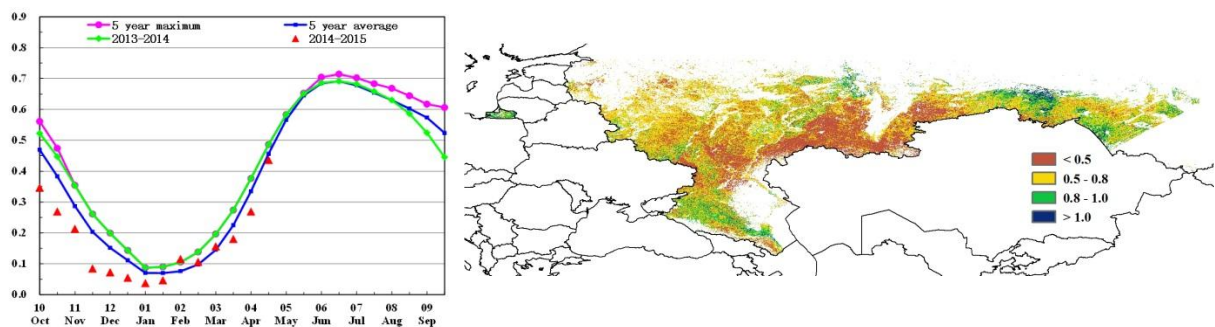 5 year maximum 5 year average
2013-2014 2014-2015
0.9
0.8
0.7
0.6
0.5
0.4
0.3
0.2
0.1
0.0
10 11 12 01 02 03 04 05 06 07 08 09
Oct Nov Dec Jan Feb Mar Apr May Jun Jul Aug Sep
< 0.5
0.5 - 0.8
0.8 - 1.0
> 1.0